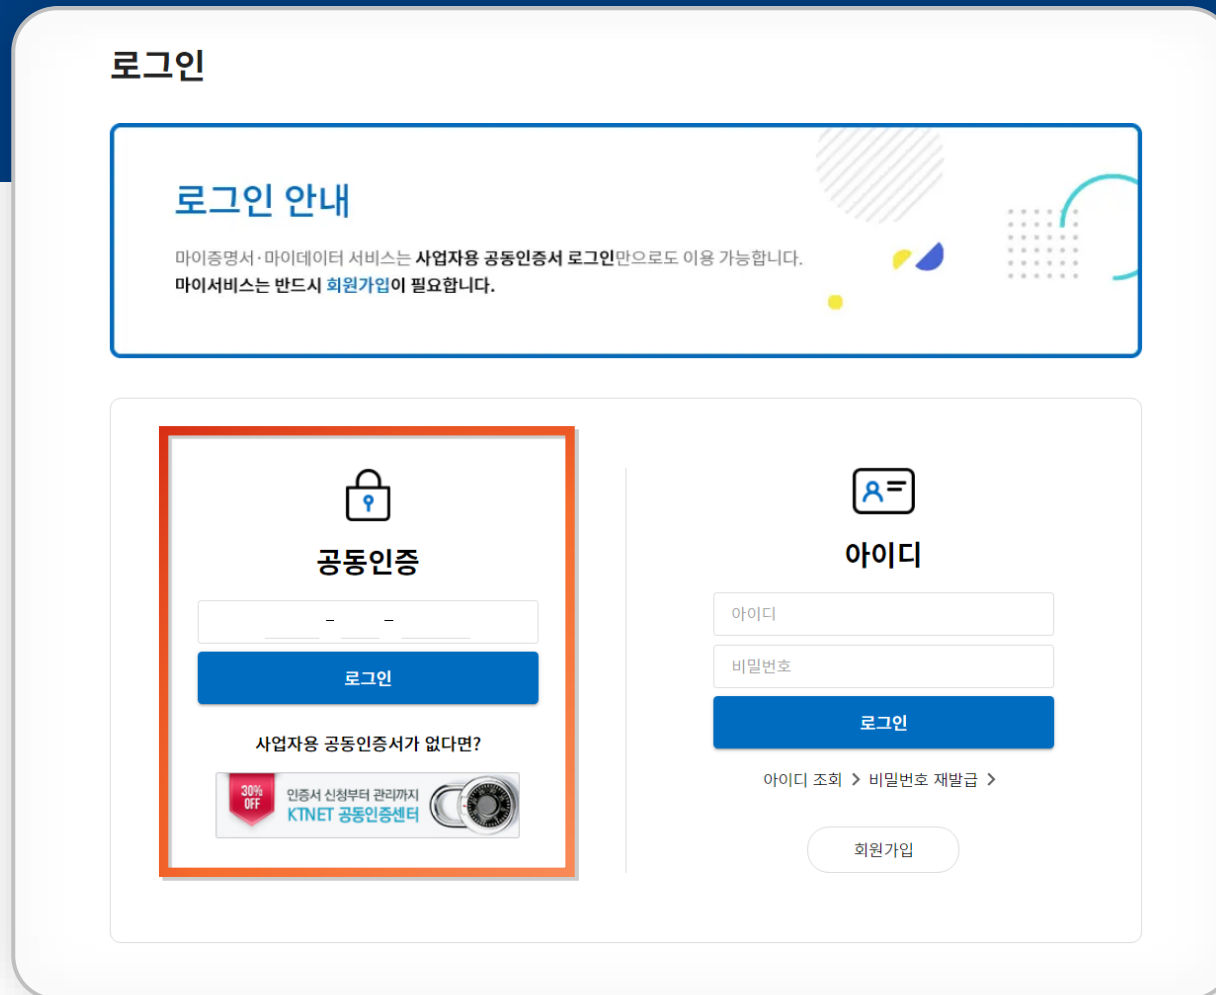 로그인
로그인 안내
마이증명서·마이데이터 서비스는 사업자용 공동인증서 로그인만으로도 이용 가능합니다.
마이서비스는 반드시 회원가입이 필요합니다.
공동인증
- -
로그인
사업자용 공동인증서가 없다면?
30%
OFF
인증서 신청부터 관리까지
KTNET 공동인증센터
아이디
아이디
비밀번호
로그인
아이디 조회 > 비밀번호 재발급 >
회원가입